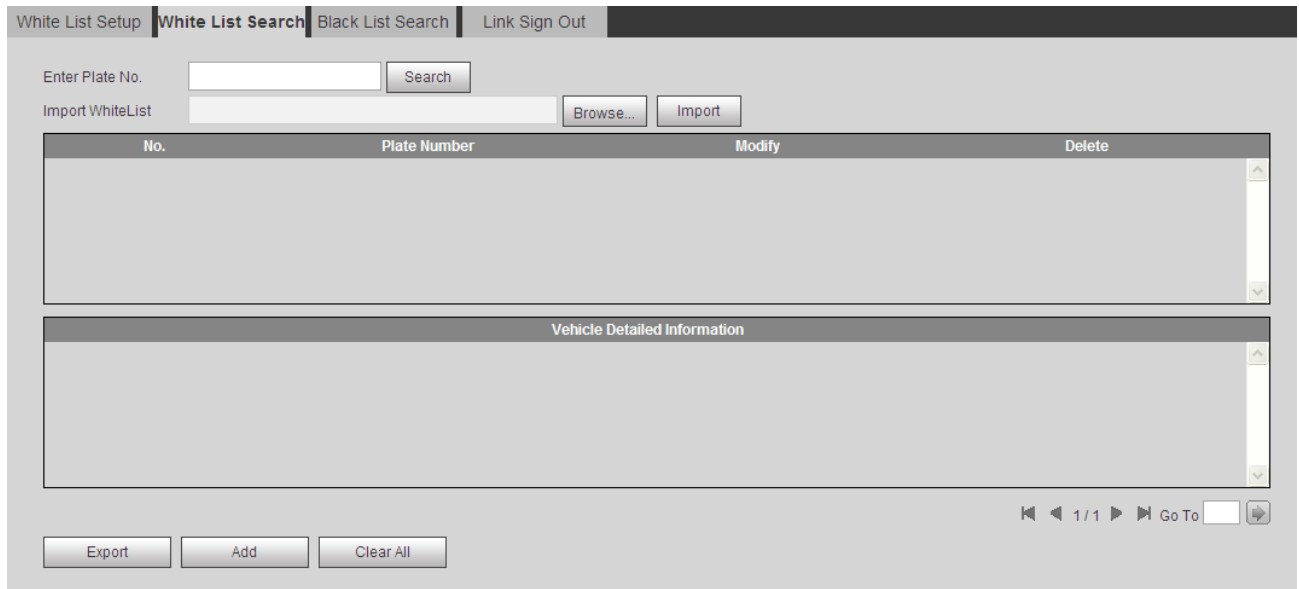 White List Setup White List Search Black List Search Link Sign Out
Enter Plate No. Search
Import WhiteList Browse... Import
No. Plate Number Modify Delete
Vehicle Detailed Information
1 / 1 Go To
Export Add Clear All